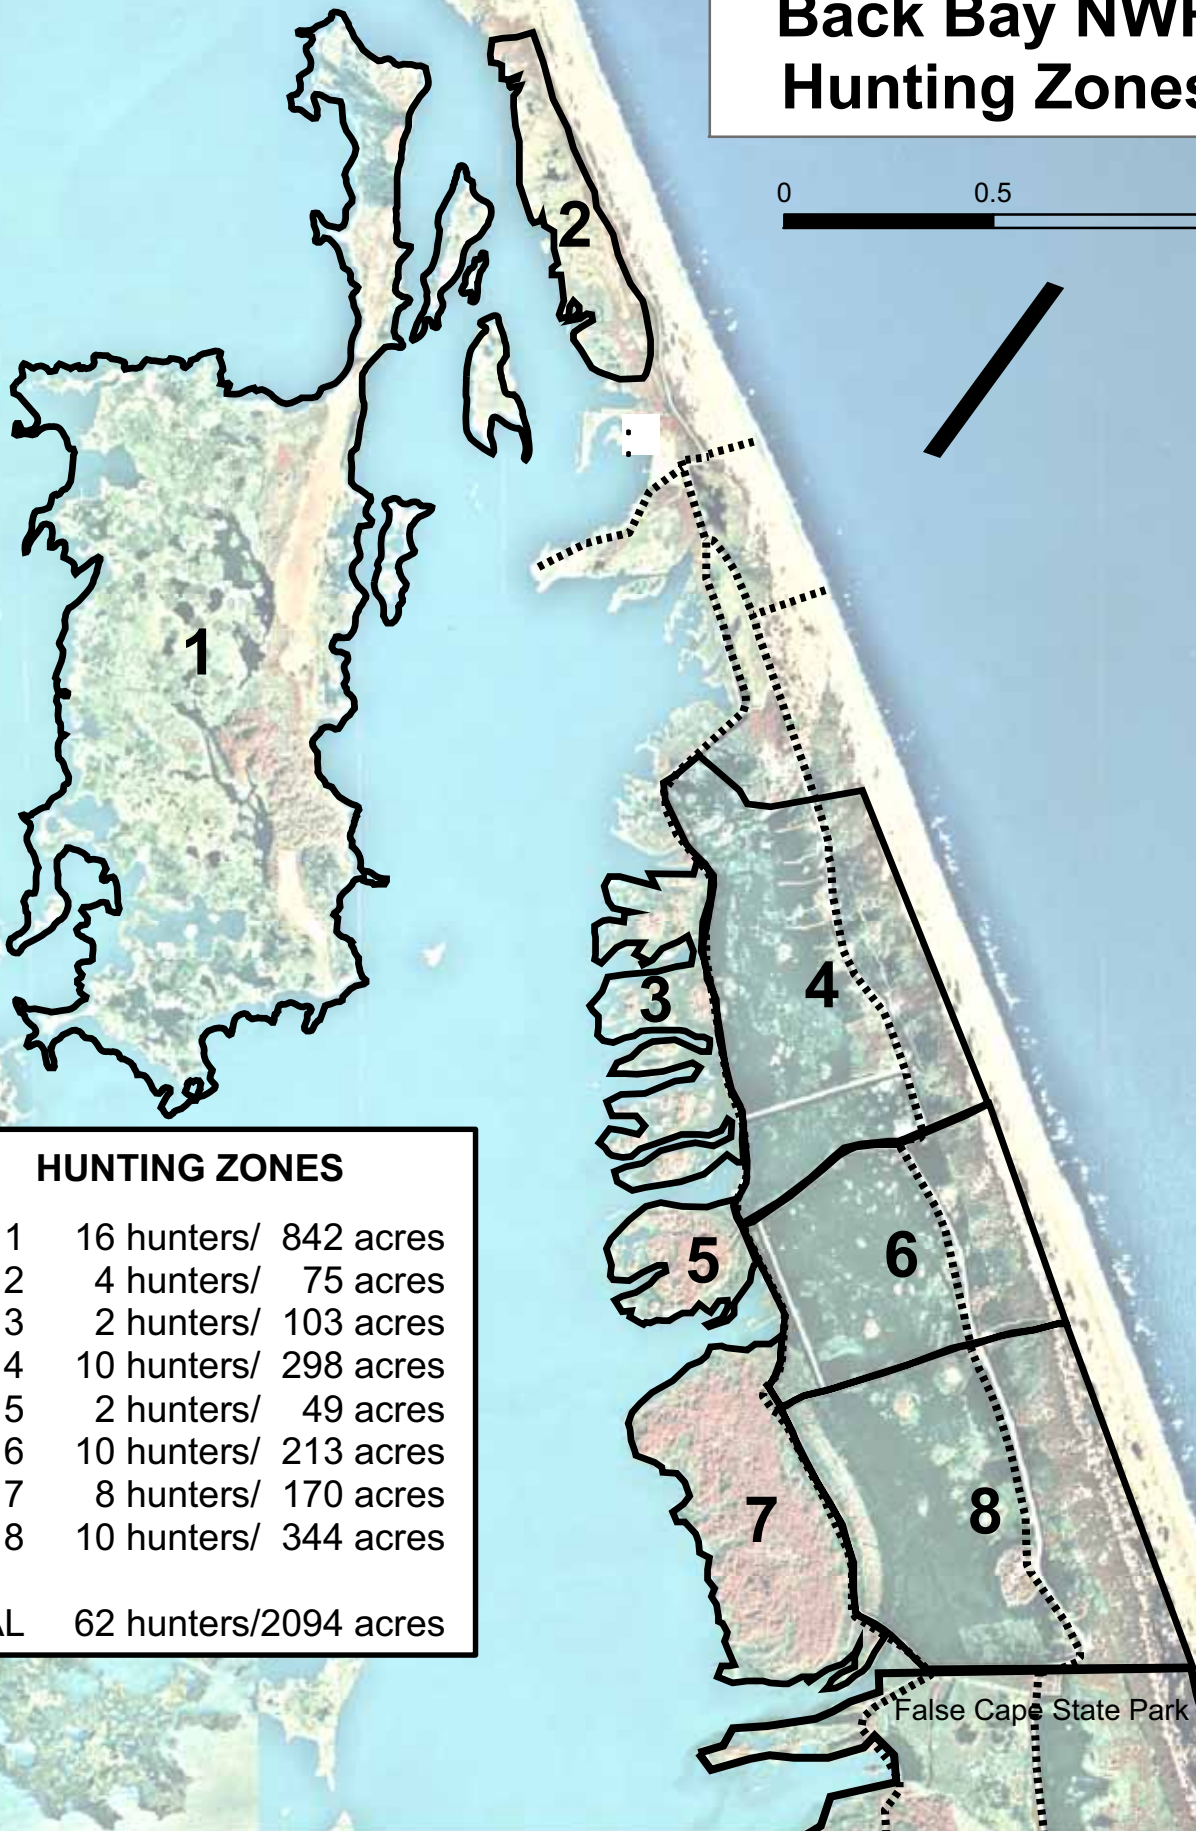 Back Bay NW
Hunting Zones
0 0.5
2
1
4
3
6
5
8
7
HUNTING ZONES
1 16 hunters/ 842 acres
2 4 hunters/ 75 acres
3 2 hunters/ 103 acres
4 10 hunters/ 298 acres
5 2 hunters/ 49 acres
6 10 hunters/ 213 acres
7 8 hunters/ 170 acres
8 10 hunters/ 344 acres
AL 62 hunters/2094 acres
False Cape State Park